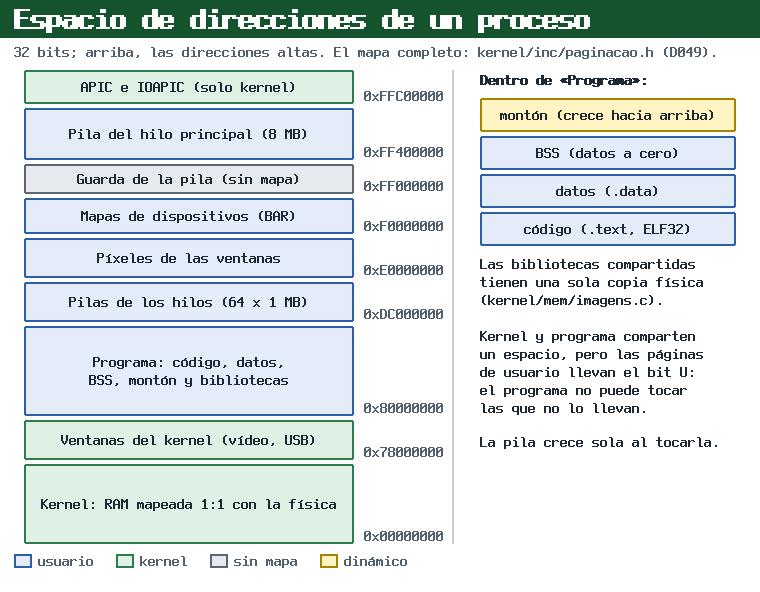 Espacio de direcciones de un proceso
32 bits; arriba, las direcciones altas. El mapa completo: kernel/inc/paginacao.h (D049).
APIC e IOAPIC (solo kernel)
0xFFC00000
Pila del hilo principal (8 MB)
0xFF400000
Guarda de la pila (sin mapa)
0xFF000000
Mapas de dispositivos (BAR)
0xF0000000
Píxeles de las ventanas
0xE0000000
Pilas de los hilos (64 x 1 MB)
0xDC000000
Programa: código, datos,
BSS, montón y bibliotecas
0x80000000
Ventanas del kernel (vídeo, USB)
0x78000000
Kernel: RAM mapeada 1:1 con la física
0x00000000
Dentro de «Programa»:
montón (crece hacia arriba)
BSS (datos a cero)
datos (.data)
código (.text, ELF32)
Las bibliotecas compartidas
tienen una sola copia física
(kernel/mem/imagens.c).
Kernel y programa comparten
un espacio, pero las páginas
de usuario llevan el bit U:
el programa no puede tocar
las que no lo llevan.
La pila crece sola al tocarla.
usuario
kernel
sin mapa
dinámico